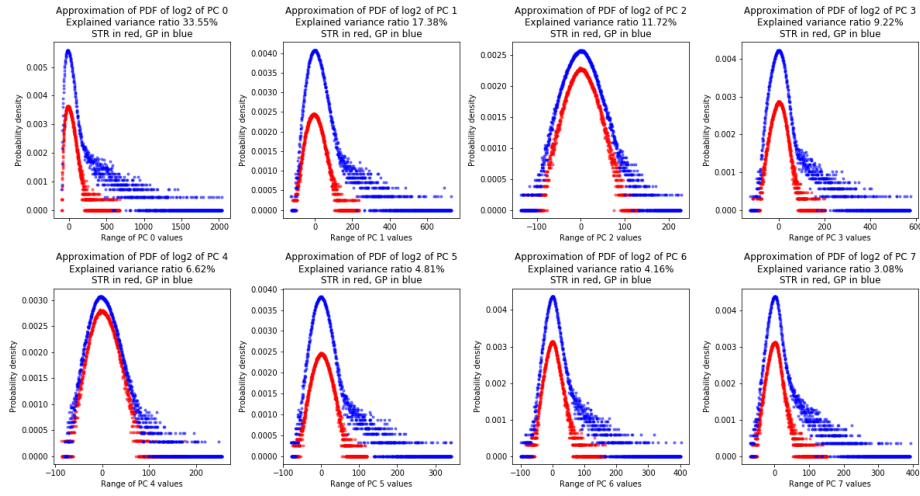 Approximation of PDF of log2 of PC 0
Explained variance ratio 33.55%
STR in red, GP in blue
Probability density
0.005
0.004
0.003
0.002
0.001
0.000
0 500 1000 1500 2000
Range of PC 0 values
Approximation of PDF of log2 of PC 1
Explained variance ratio 17.38%
STR in red, GP in blue
Probability density
0.0040
0.0035
0.0030
0.0025
0.0020
0.0015
0.0010
0.0005
0.0000
0 200 400 600
Range of PC 1 values
Approximation of PDF of log2 of PC 2
Explained variance ratio 11.72%
STR in red, GP in blue
Probability density
0.0025
0.0020
0.0015
0.0010
0.0005
0.0000
−100 0 100 200
Range of PC 2 values
Approximation of PDF of log2 of PC 3
Explained variance ratio 9.22%
STR in red, GP in blue
Probability density
0.004
0.003
0.002
0.001
0.000
0 200 400 600
Range of PC 3 values
Approximation of PDF of log2 of PC 4
Explained variance ratio 6.62%
STR in red, GP in blue
Probability density
0.0030
0.0025
0.0020
0.0015
0.0010
0.0005
0.0000
−100 0 100 200
Range of PC 4 values
Approximation of PDF of log2 of PC 5
Explained variance ratio 4.81%
STR in red, GP in blue
Probability density
0.0040
0.0035
0.0030
0.0025
0.0020
0.0015
0.0010
0.0005
0.0000
−100 0 100 200 300
Range of PC 5 values
Approximation of PDF of log2 of PC 6
Explained variance ratio 4.16%
STR in red, GP in blue
Probability density
0.004
0.003
0.002
0.001
0.000
−100 0 100 200 300 400
Range of PC 6 values
Approximation of PDF of log2 of PC 7
Explained variance ratio 3.08%
STR in red, GP in blue
Probability density
0.004
0.003
0.002
0.001
0.000
0 100 200 300 400
Range of PC 7 values